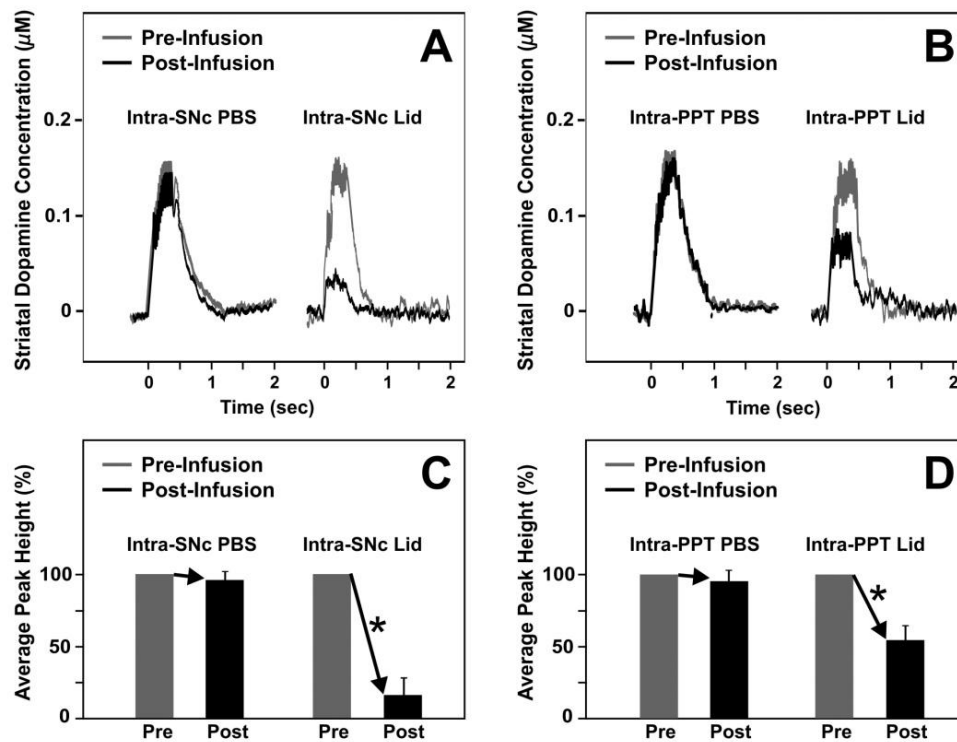 A
Pre-Infusion
Post-Infusion
Intra-SNc PBS Intra-SNc Lid
Striatal Dopamine Concentration (μM)
0.2
0.1
0
0 1 2 0 1 2
Time (sec)
B
Pre-Infusion
Post-Infusion
Intra-PPT PBS Intra-PPT Lid
Striatal Dopamine Concentration (μM)
0.2
0.1
0
0 1 2 0 1 2
Time (sec)
C
Pre-Infusion
Post-Infusion
Intra-SNc PBS Intra-SNc Lid
Average Peak Height (%)
100
50
0
*
Pre Post Pre Post
D
Pre-Infusion
Post-Infusion
Intra-PPT PBS Intra-PPT Lid
Average Peak Height (%)
100
50
0
*
Pre Post Pre Post